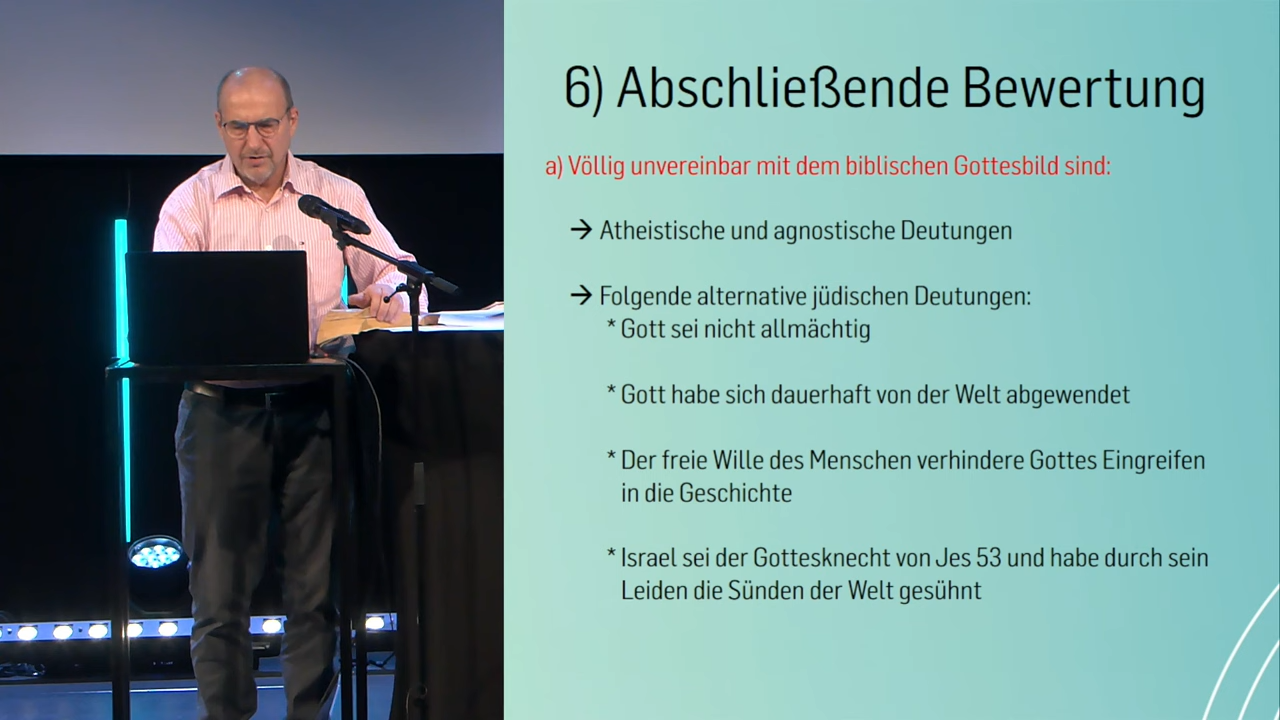 6) Abschließende Bewertung
a) Völlig unvereinbar mit dem biblischen Gottesbild sind:
→ Atheistische und agnostische Deutungen
→ Folgende alternative jüdischen Deutungen:
* Gott sei nicht allmächtig
* Gott habe sich dauerhaft von der Welt abgewendet
* Der freie Wille des Menschen verhindere Gottes Eingreifen
in die Geschichte
* Israel sei der Gottesknecht von Jes 53 und habe durch sein
Leiden die Sünden der Welt gesühnt